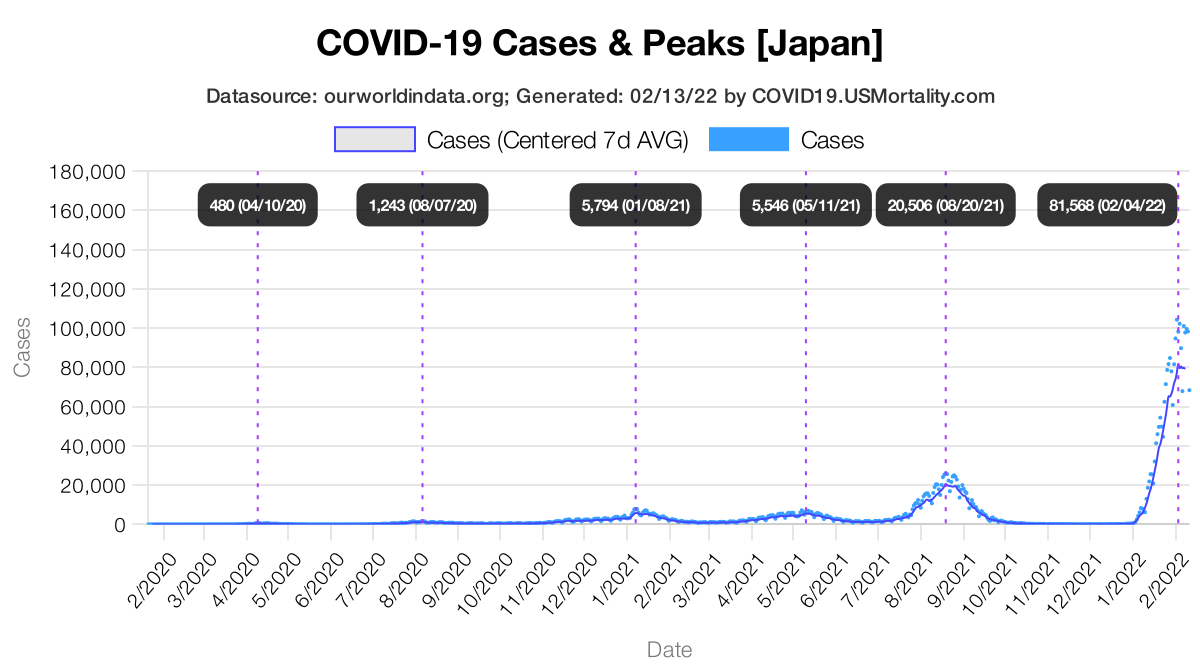 COVID-19 Cases & Peaks [Japan]
Datasource: ourworldindata.org; Generated: 02/13/22 by COVID19.USMortality.com
Cases (Centered 7d AVG) Cases
180,000
480 (04/10/20) 1,243 (08/07/20) 5,794 (01/08/21) 5,546 (05/11/21) 20,506 (08/20/21) 81,568 (02/04/22)
160,000
140,000
120,000
100,000
80,000
60,000
40,000
20,000
0
Cases
2/2020 3/2020 4/2020 5/2020 6/2020 7/2020 8/2020 9/2020 10/2020 11/2020 12/2020 1/2021 2/2021 3/2021 4/2021 5/2021 6/2021 7/2021 8/2021 9/2021 10/2021 11/2021 12/2021 1/2022 2/2022
Date